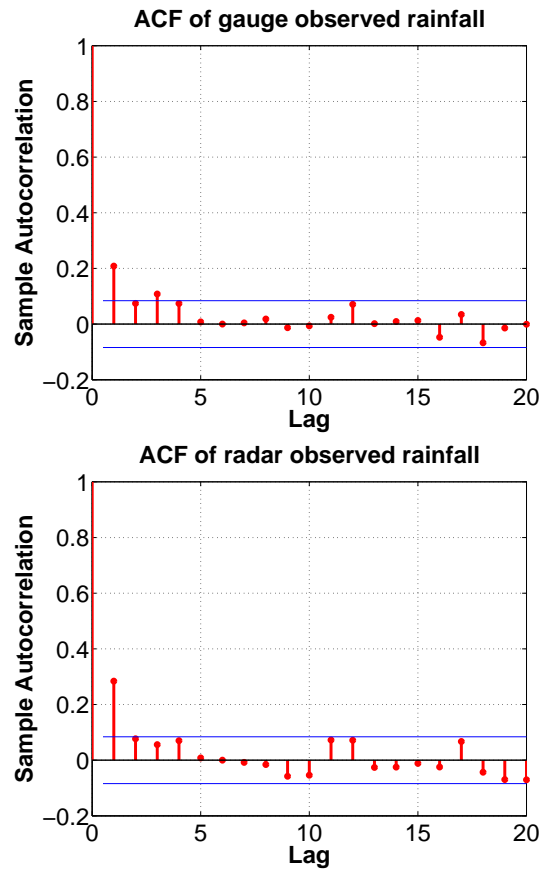 ACF of gauge observed rainfall
1
0.8
0.6
0.4
0.2
0
−0.2
Sample Autocorrelation
0 5 10 15 20
Lag
ACF of radar observed rainfall
1
0.8
0.6
0.4
0.2
0
−0.2
Sample Autocorrelation
0 5 10 15 20
Lag